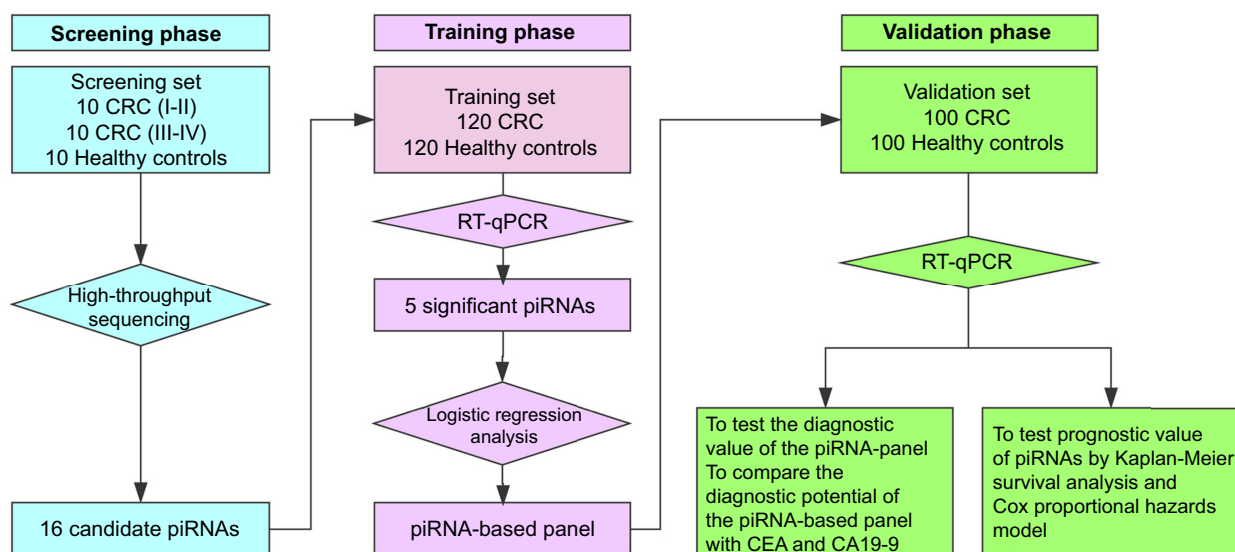 Screening phase
Screening set
10 CRC (I-II)
10 CRC (III-IV)
10 Healthy controls
High-throughput
sequencing
16 candidate piRNAs
Training phase
Training set
120 CRC
120 Healthy controls
RT-qPCR
5 significant piRNAs
Logistic regression
analysis
piRNA-based panel
Validation phase
Validation set
100 CRC
100 Healthy controls
RT-qPCR
To test the diagnostic
value of the piRNA-panel
To compare the
diagnostic potential of
the piRNA-based panel
with CEA and CA19-9
To test prognostic value
of piRNAs by Kaplan-Meier
survival analysis and
Cox proportional hazards
model